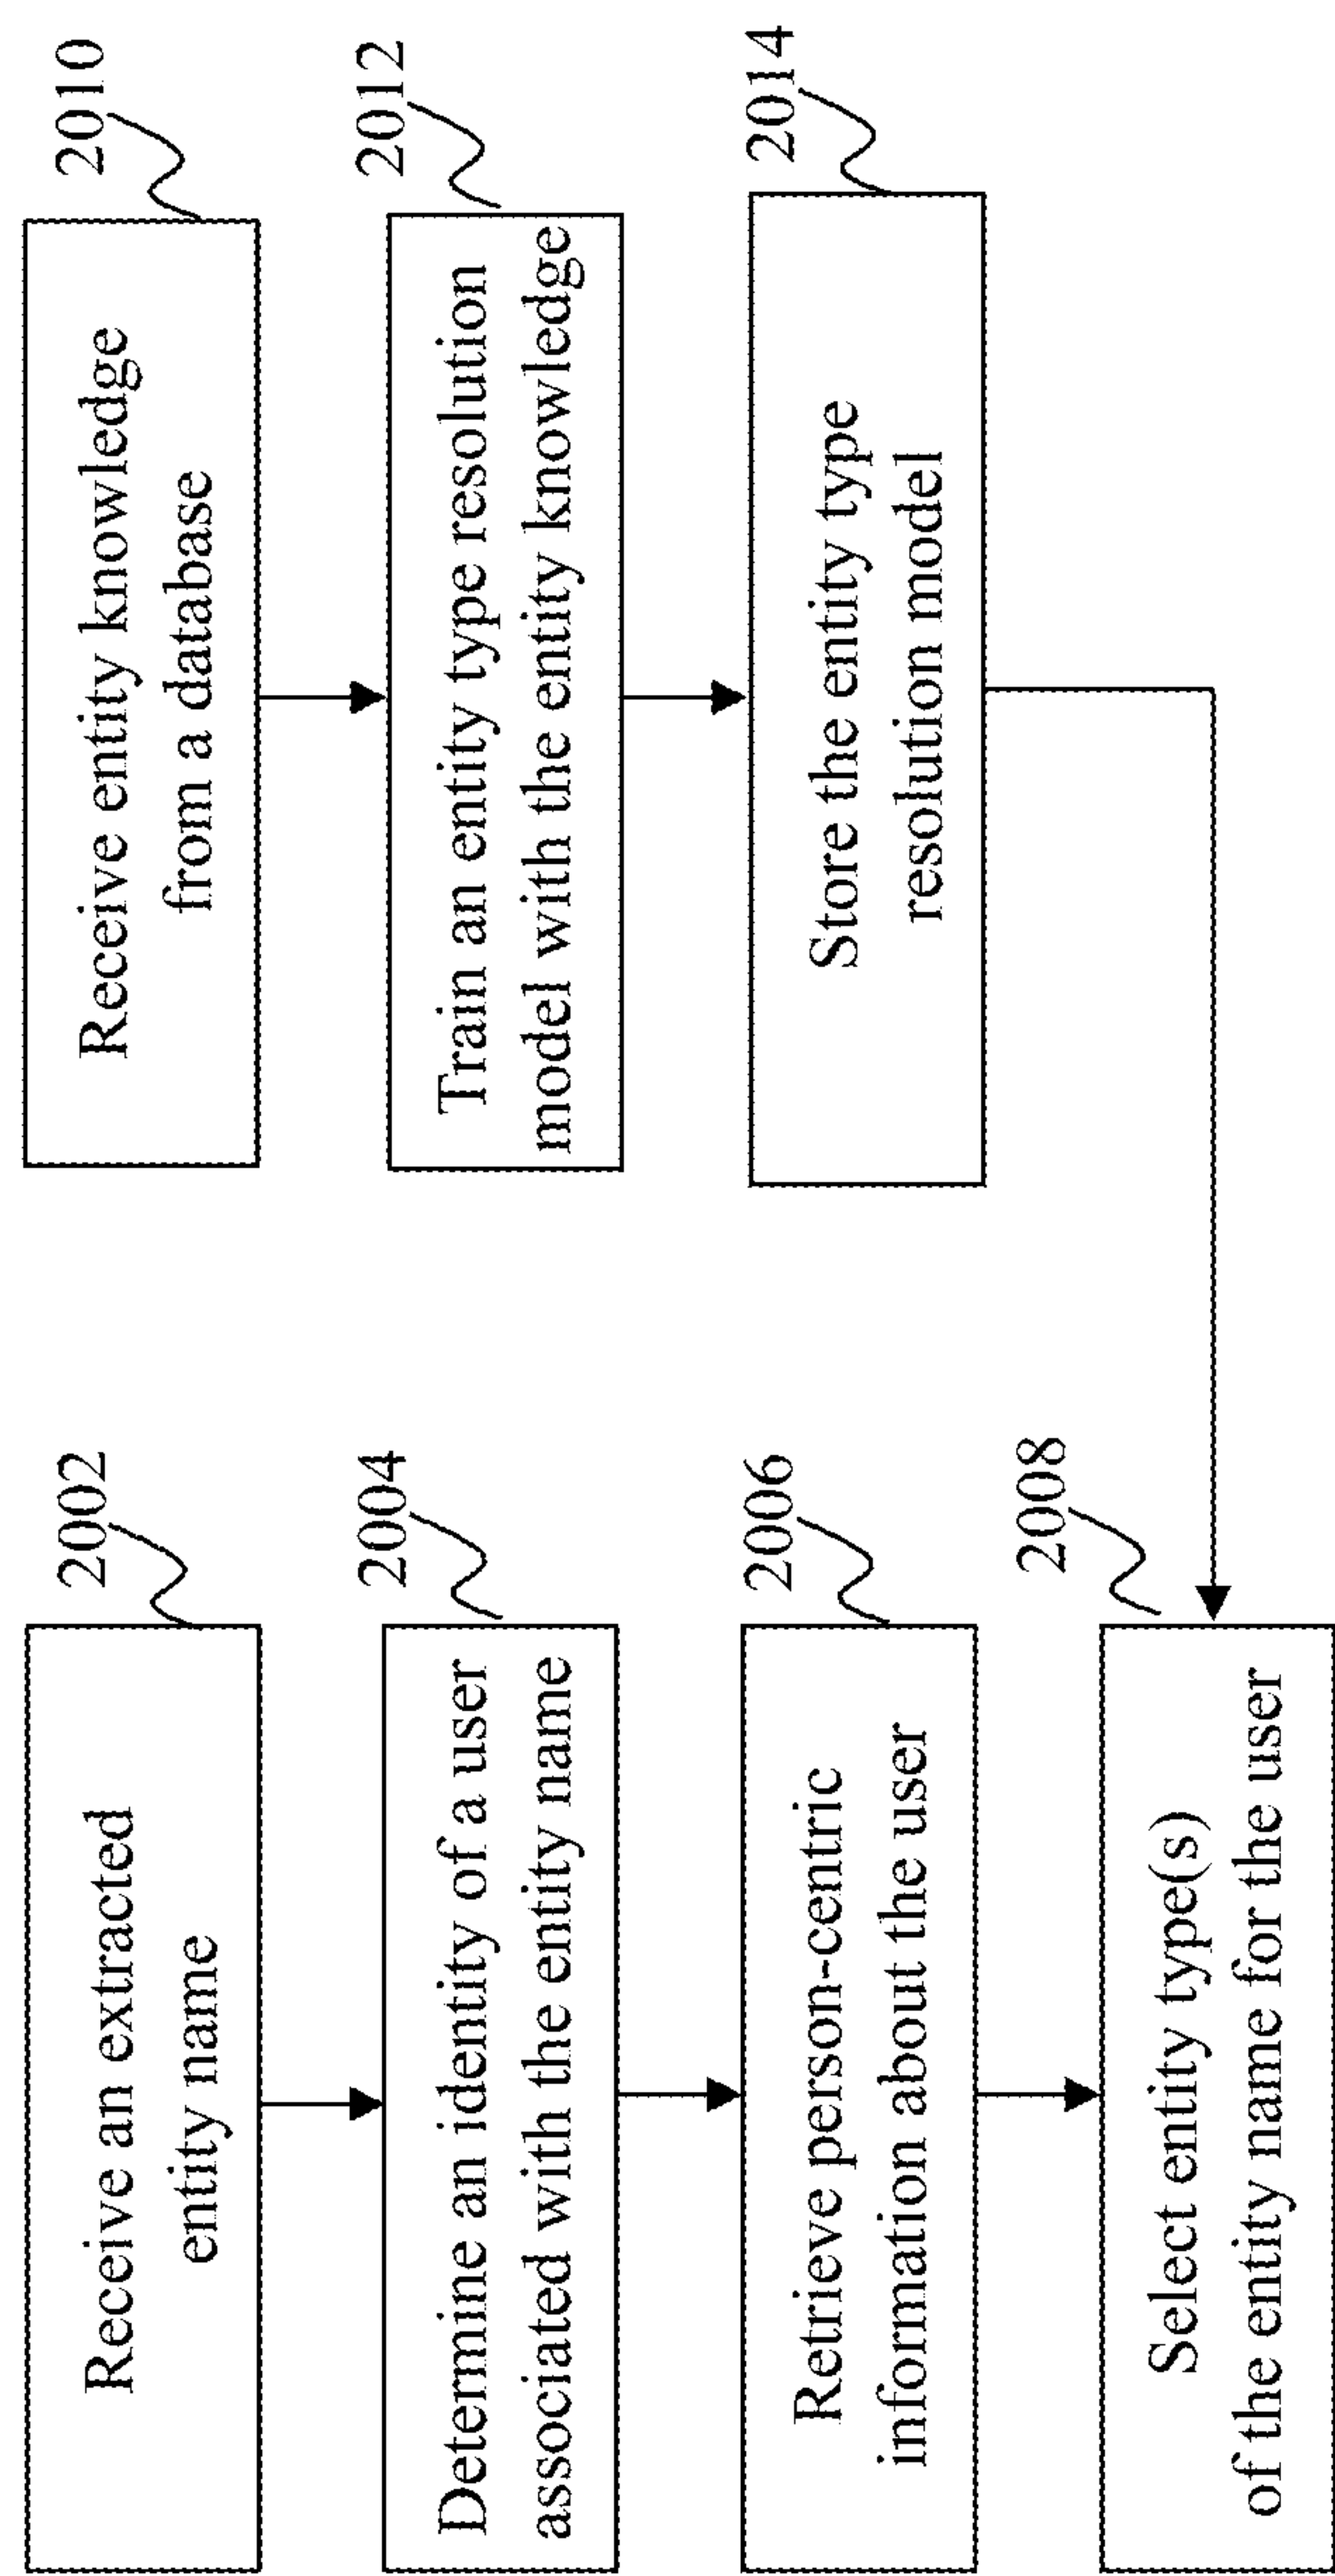 2002
Receive an extracted
entity name
2004
Determine an identity of a user
associated with the entity name
2006
Retrieve person-centric
information about the user
2008
Select entity type(s)
of the entity name for the user
2010
Receive entity knowledge
from a database
2012
Train an entity type resolution
model with the entity knowledge
2014
Store the entity type
resolution model